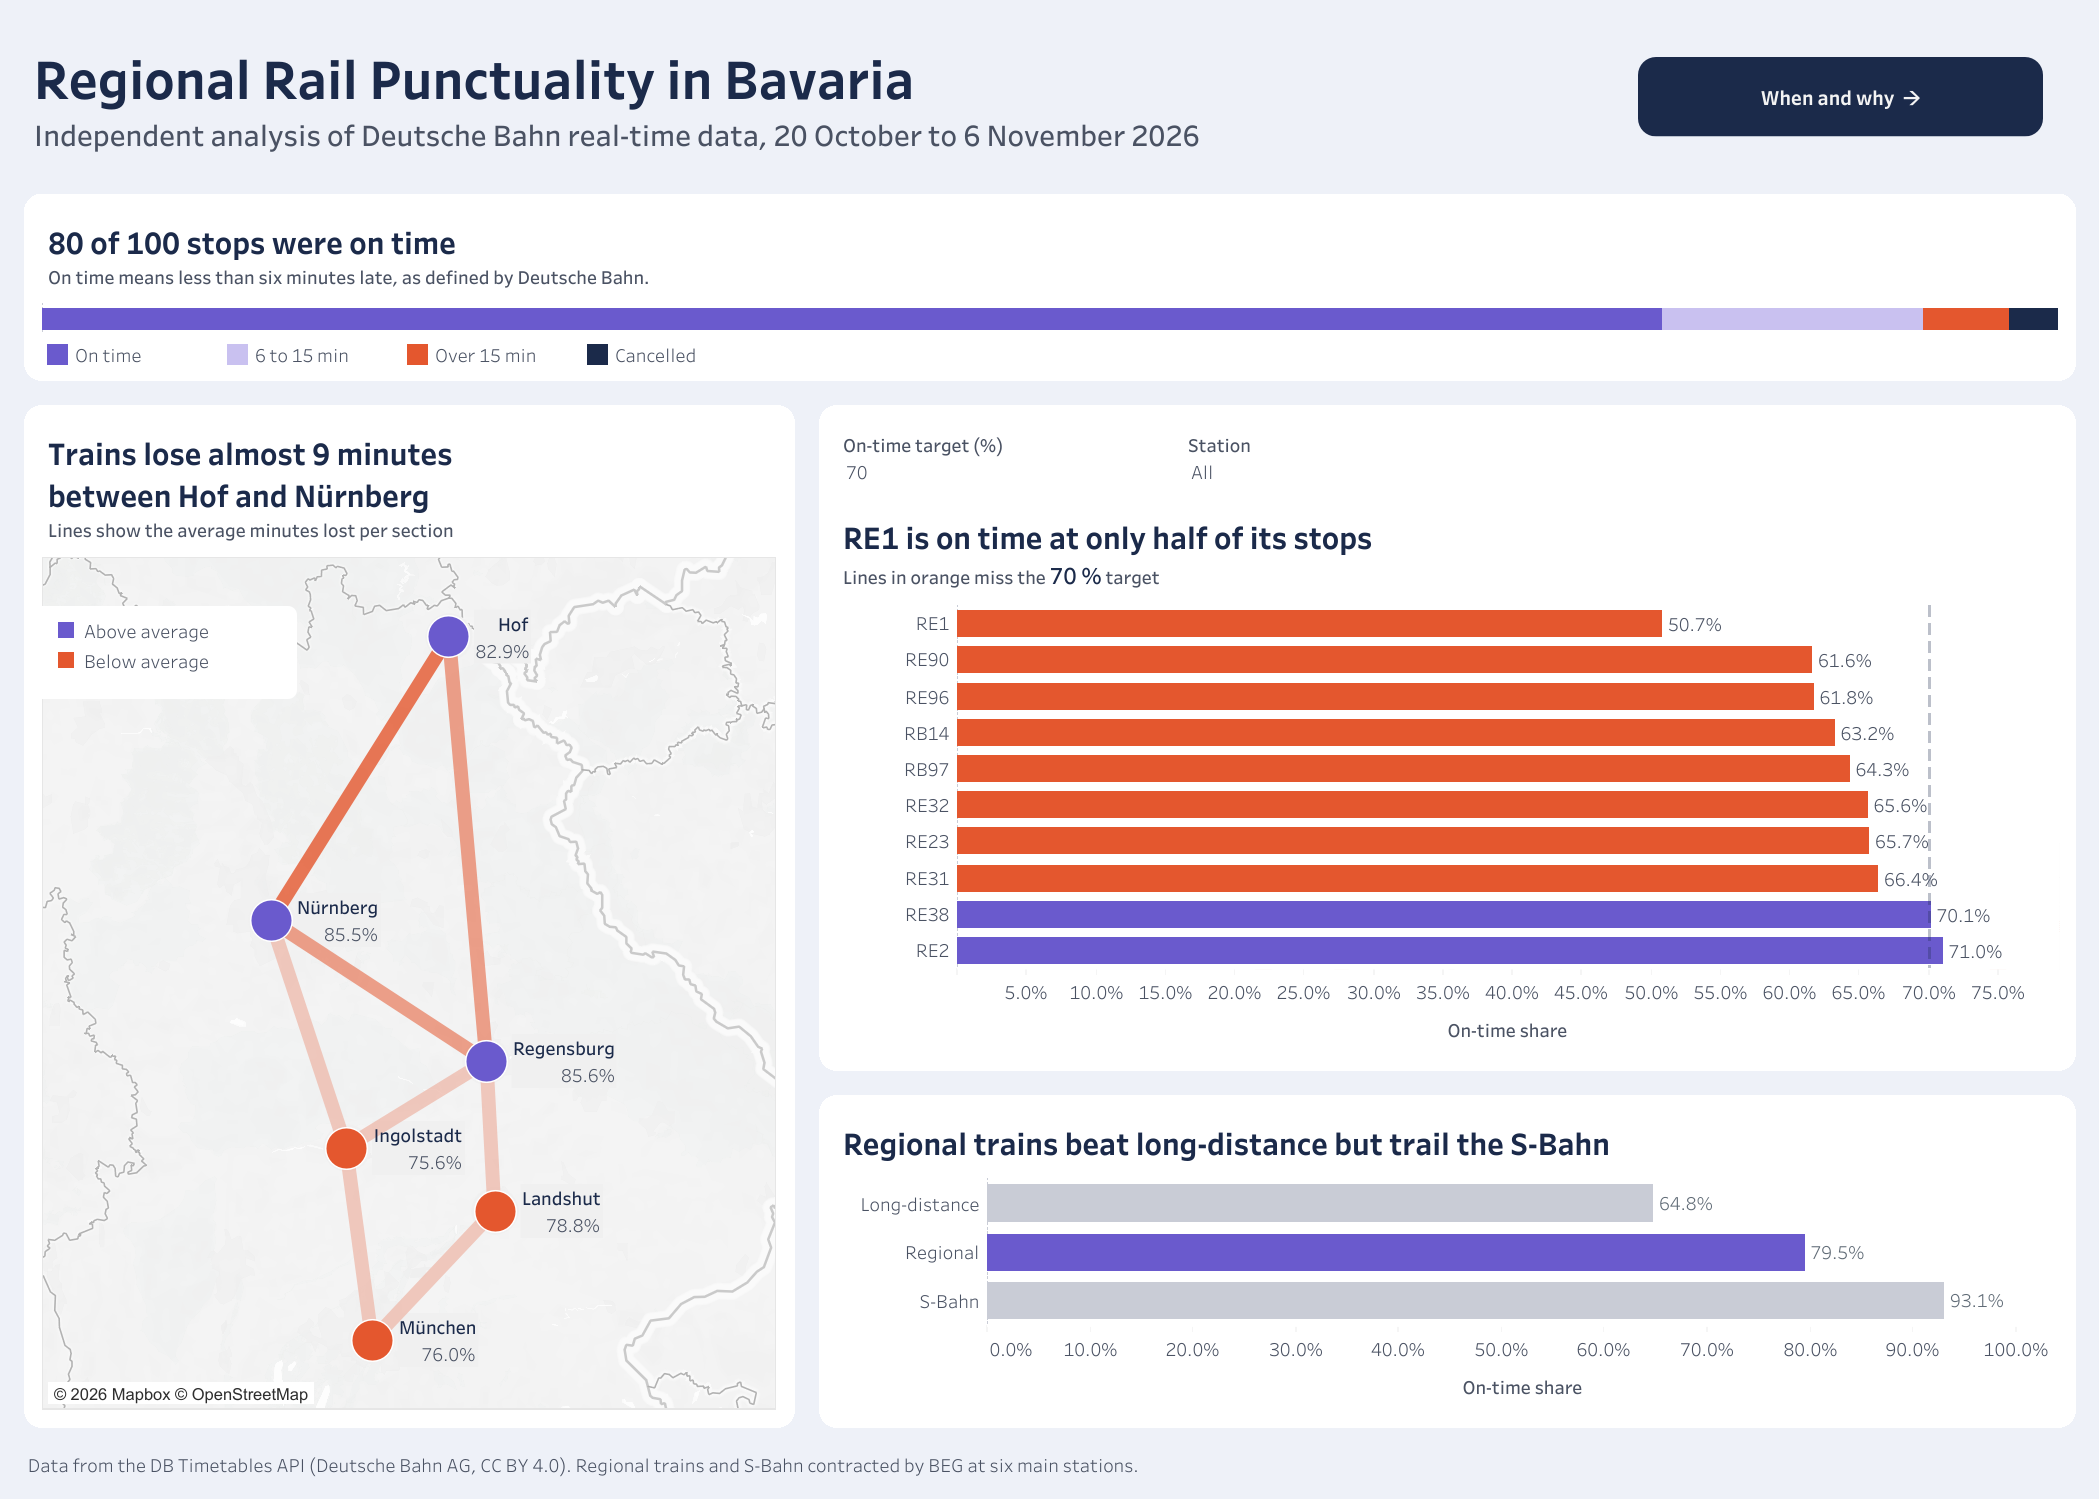 Regional Rail Punctuality in Bavaria
Independent analysis of Deutsche Bahn real-time data, 20 October to 6 November 2026
When and why →
80 of 100 stops were on time
On time means less than six minutes late, as defined by Deutsche Bahn.
On time
6 to 15 min
Over 15 min
Cancelled
Trains lose almost 9 minutes
between Hof and Nürnberg
Lines show the average minutes lost per section
Above average
Below average
Hof
82.9%
Nürnberg
85.5%
Regensburg
85.6%
Ingolstadt
75.6%
Landshut
78.8%
München
76.0%
© 2026 Mapbox © OpenStreetMap
On-time target (%)
70
Station
All
RE1 is on time at only half of its stops
Lines in orange miss the 70 % target
RE1 50.7%
RE90 61.6%
RE96 61.8%
RB14 63.2%
RB97 64.3%
RE32 65.6%
RE23 65.7%
RE31 66.4%
RE38 70.1%
RE2 71.0%
5.0% 10.0% 15.0% 20.0% 25.0% 30.0% 35.0% 40.0% 45.0% 50.0% 55.0% 60.0% 65.0% 70.0% 75.0%
On-time share
Regional trains beat long-distance but trail the S-Bahn
Long-distance 64.8%
Regional 79.5%
S-Bahn 93.1%
0.0% 10.0% 20.0% 30.0% 40.0% 50.0% 60.0% 70.0% 80.0% 90.0% 100.0%
On-time share
Data from the DB Timetables API (Deutsche Bahn AG, CC BY 4.0). Regional trains and S-Bahn contracted by BEG at six main stations.